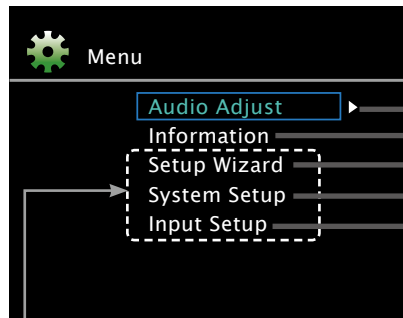 Menu
Audio Adjust
Information
Setup Wizard
System Setup
Input Setup